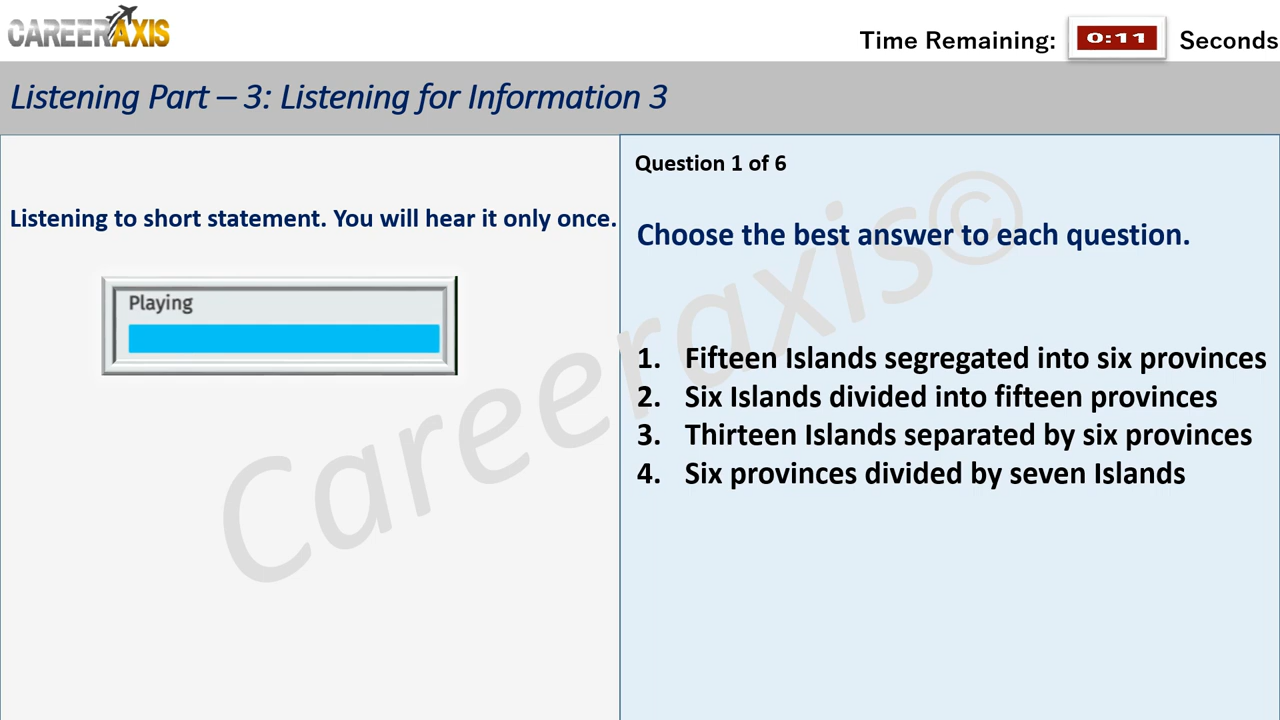 CAREERAXIS
Time Remaining: 0:11 Seconds
Listening Part – 3: Listening for Information 3
Listening to short statement. You will hear it only once.
Playing
Question 1 of 6
Choose the best answer to each question.
1. Fifteen Islands segregated into six provinces
2. Six Islands divided into fifteen provinces
3. Thirteen Islands separated by six provinces
4. Six provinces divided by seven Islands
Careeraxis©